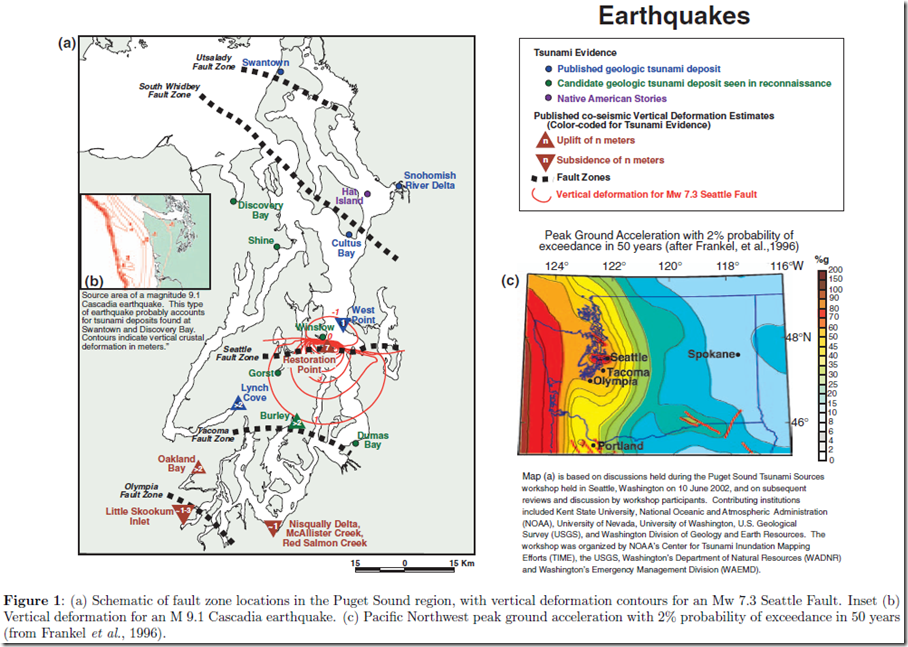 Earthquakes
(a)
Utsalady
Fault Zone
Swantown
South Whidbey
Fault Zone
Snohomish
River Delta
Hat
Island
Discovery
Bay
Shine
Cultus
Bay
(b)
Source area of a magnitude 9.1
Cascadia earthquake. This type
of earthquake probably accounts
for tsunami deposits found at
Swantown and Discovery Bay.
Contours indicate vertical crustal
deformation in meters."
-1
West
Point
Winslow
Seattle
Fault Zone
Restoration
Point
Gorst
Lynch
Cove
Burley
Tacoma
Fault Zone
Dumas
Bay
Oakland
Bay
Olympia
Fault Zone
Little Skookum
Inlet
-1-3
-1
Nisqually Delta,
McAllister Creek,
Red Salmon Creek
15 0 15 Km
Tsunami Evidence
Published geologic tsunami deposit
Candidate geologic tsunami deposit seen in reconnaissance
Native American Stories
Published co-seismic Vertical Deformation Estimates
(Color-coded for Tsunami Evidence)
n Uplift of n meters
n Subsidence of n meters
Fault Zones
Vertical deformation for Mw 7.3 Seattle Fault
Peak Ground Acceleration with 2% probability of
exceedance in 50 years (after Frankel, et al.,1996)
(c)
124° 122° 120° 118° 116°W
%g
200
150
100
90
80
70
60
50
45
40
35
30
25
20
15
10
8
6
4
2
0
48°N
46°
Seattle
Spokane
Tacoma
Olympia
Portland
Map (a) is based on discussions held during the Puget Sound Tsunami Sources
workshop held in Seattle, Washington on 10 June 2002, and on subsequent
reviews and discussion by workshop participants. Contributing institutions
include Kent State University, National Oceanic and Atmospheric Administration
(NOAA), University of Nevada, University of Washington, U.S. Geological
Survey (USGS), and Washington Division of Geology and Earth Resources. The
workshop was organized by NOAA's Center for Tsunami Inundation Mapping
Efforts (TIME), the USGS, Washington's Department of Natural Resources (WADNR)
and Washington's Emergency Management Division (WAEMD).
Figure 1: (a) Schematic of fault zone locations in the Puget Sound region, with vertical deformation contours for an Mw 7.3 Seattle Fault. Inset (b)
Vertical deformation for an M 9.1 Cascadia earthquake. (c) Pacific Northwest peak ground acceleration with 2% probability of exceedance in 50 years
(from Frankel et al., 1996).